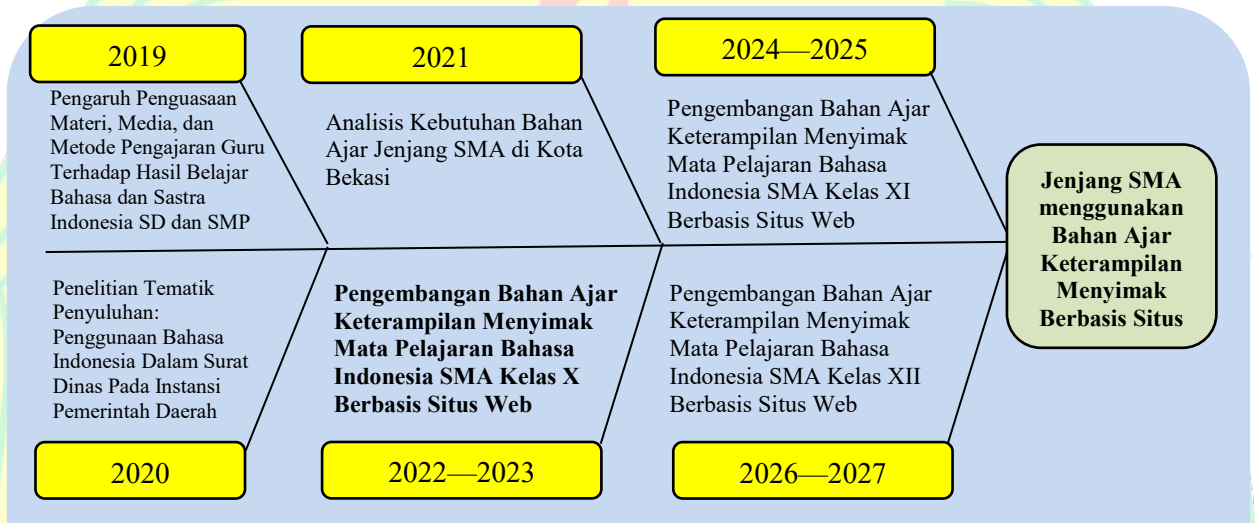 2019
Pengaruh Penguasaan
Materi, Media, dan
Metode Pengajaran Guru
Terhadap Hasil Belajar
Bahasa dan Sastra
Indonesia SD dan SMP
2021
Analisis Kebutuhan Bahan
Ajar Jenjang SMA di Kota
Bekasi
2024—2025
Pengembangan Bahan Ajar
Keterampilan Menyimak
Mata Pelajaran Bahasa
Indonesia SMA Kelas XI
Berbasis Situs Web
Jenjang SMA
menggunakan
Bahan Ajar
Keterampilan
Menyimak
Berbasis Situs
Penelitian Tematik
Penyuluhan:
Penggunaan Bahasa
Indonesia Dalam Surat
Dinas Pada Instansi
Pemerintah Daerah
2020
Pengembangan Bahan Ajar
Keterampilan Menyimak
Mata Pelajaran Bahasa
Indonesia SMA Kelas X
Berbasis Situs Web
2022—2023
Pengembangan Bahan Ajar
Keterampilan Menyimak
Mata Pelajaran Bahasa
Indonesia SMA Kelas XII
Berbasis Situs Web
2026—2027